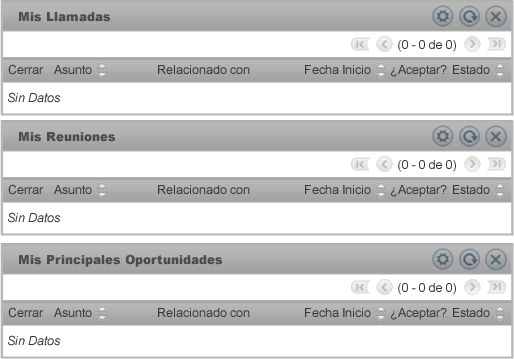 Mis Llamadas
(0 - 0 de 0)
Cerrar Asunto Relacionado con Fecha Inicio ¿Aceptar? Estado
Sin Datos
Mis Reuniones
(0 - 0 de 0)
Cerrar Asunto Relacionado con Fecha Inicio ¿Aceptar? Estado
Sin Datos
Mis Principales Oportunidades
(0 - 0 de 0)
Cerrar Asunto Relacionado con Fecha Inicio ¿Aceptar? Estado
Sin Datos